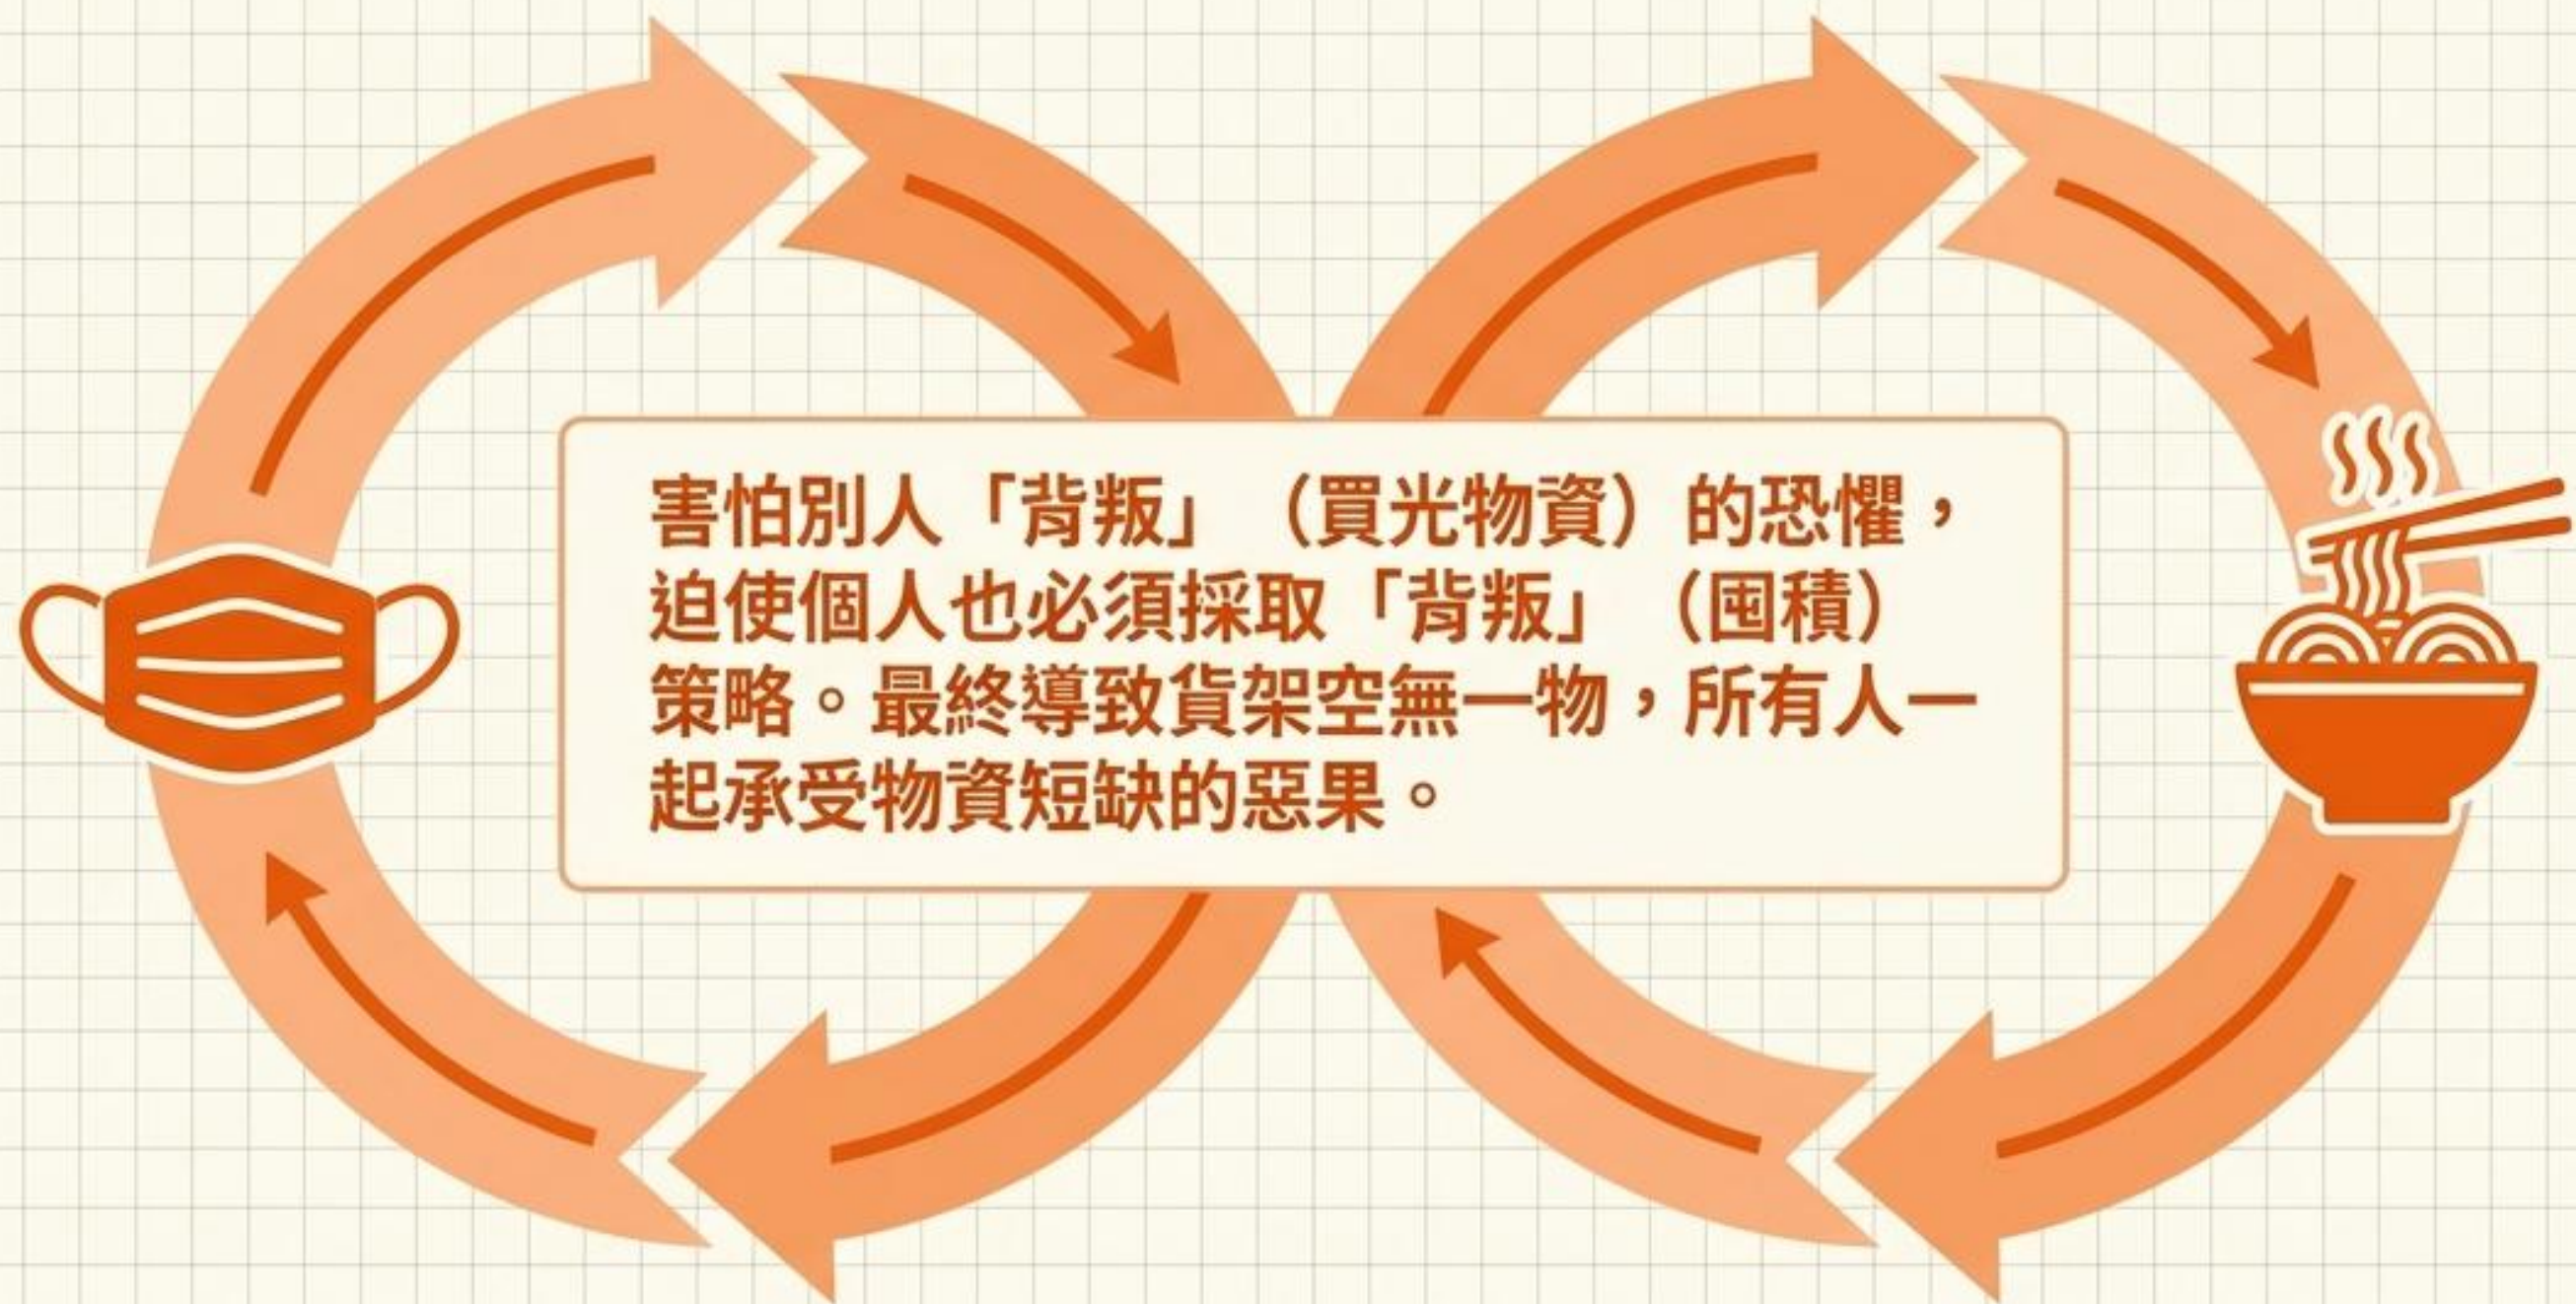 害怕別人「背叛」（買光物資）的恐懼，
迫使個人也必須採取「背叛」（囤積）
策略。最終導致貨架空無一物，所有人一
起承受物資短缺的惡果。